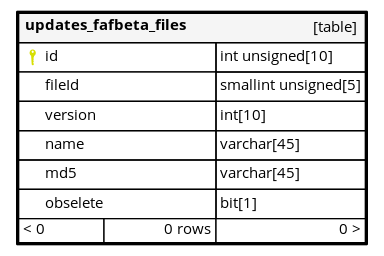 updates_fafbeta_files [table]
id int unsigned[10]
fileId smallint unsigned[5]
version int[10]
name varchar[45]
md5 varchar[45]
obselete bit[1]
< 0 0 rows 0 >